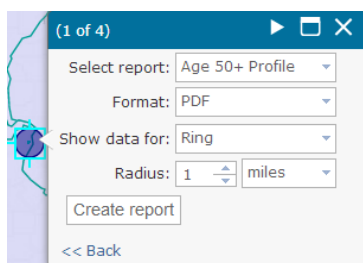 (1 of 4)
Select report: Age 50+ Profile
Format: PDF
Show data for: Ring
Radius: 1 miles
Create report
<< Back